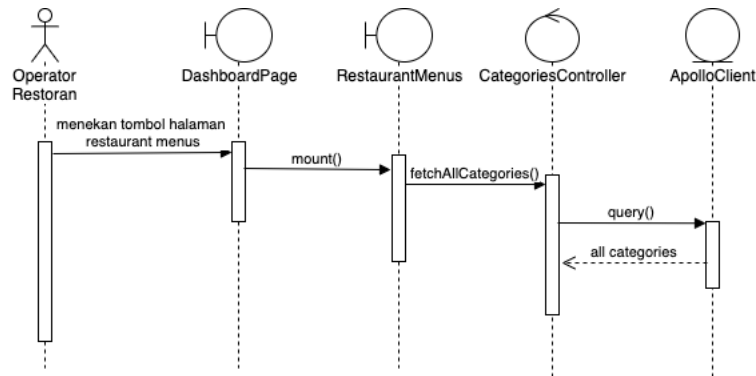 Operator
Restoran
DashboardPage
RestaurantMenus
CategoriesController
ApolloClient
menekan tombol halaman
restaurant menus
mount()
fetchAllCategories()
query()
all categories